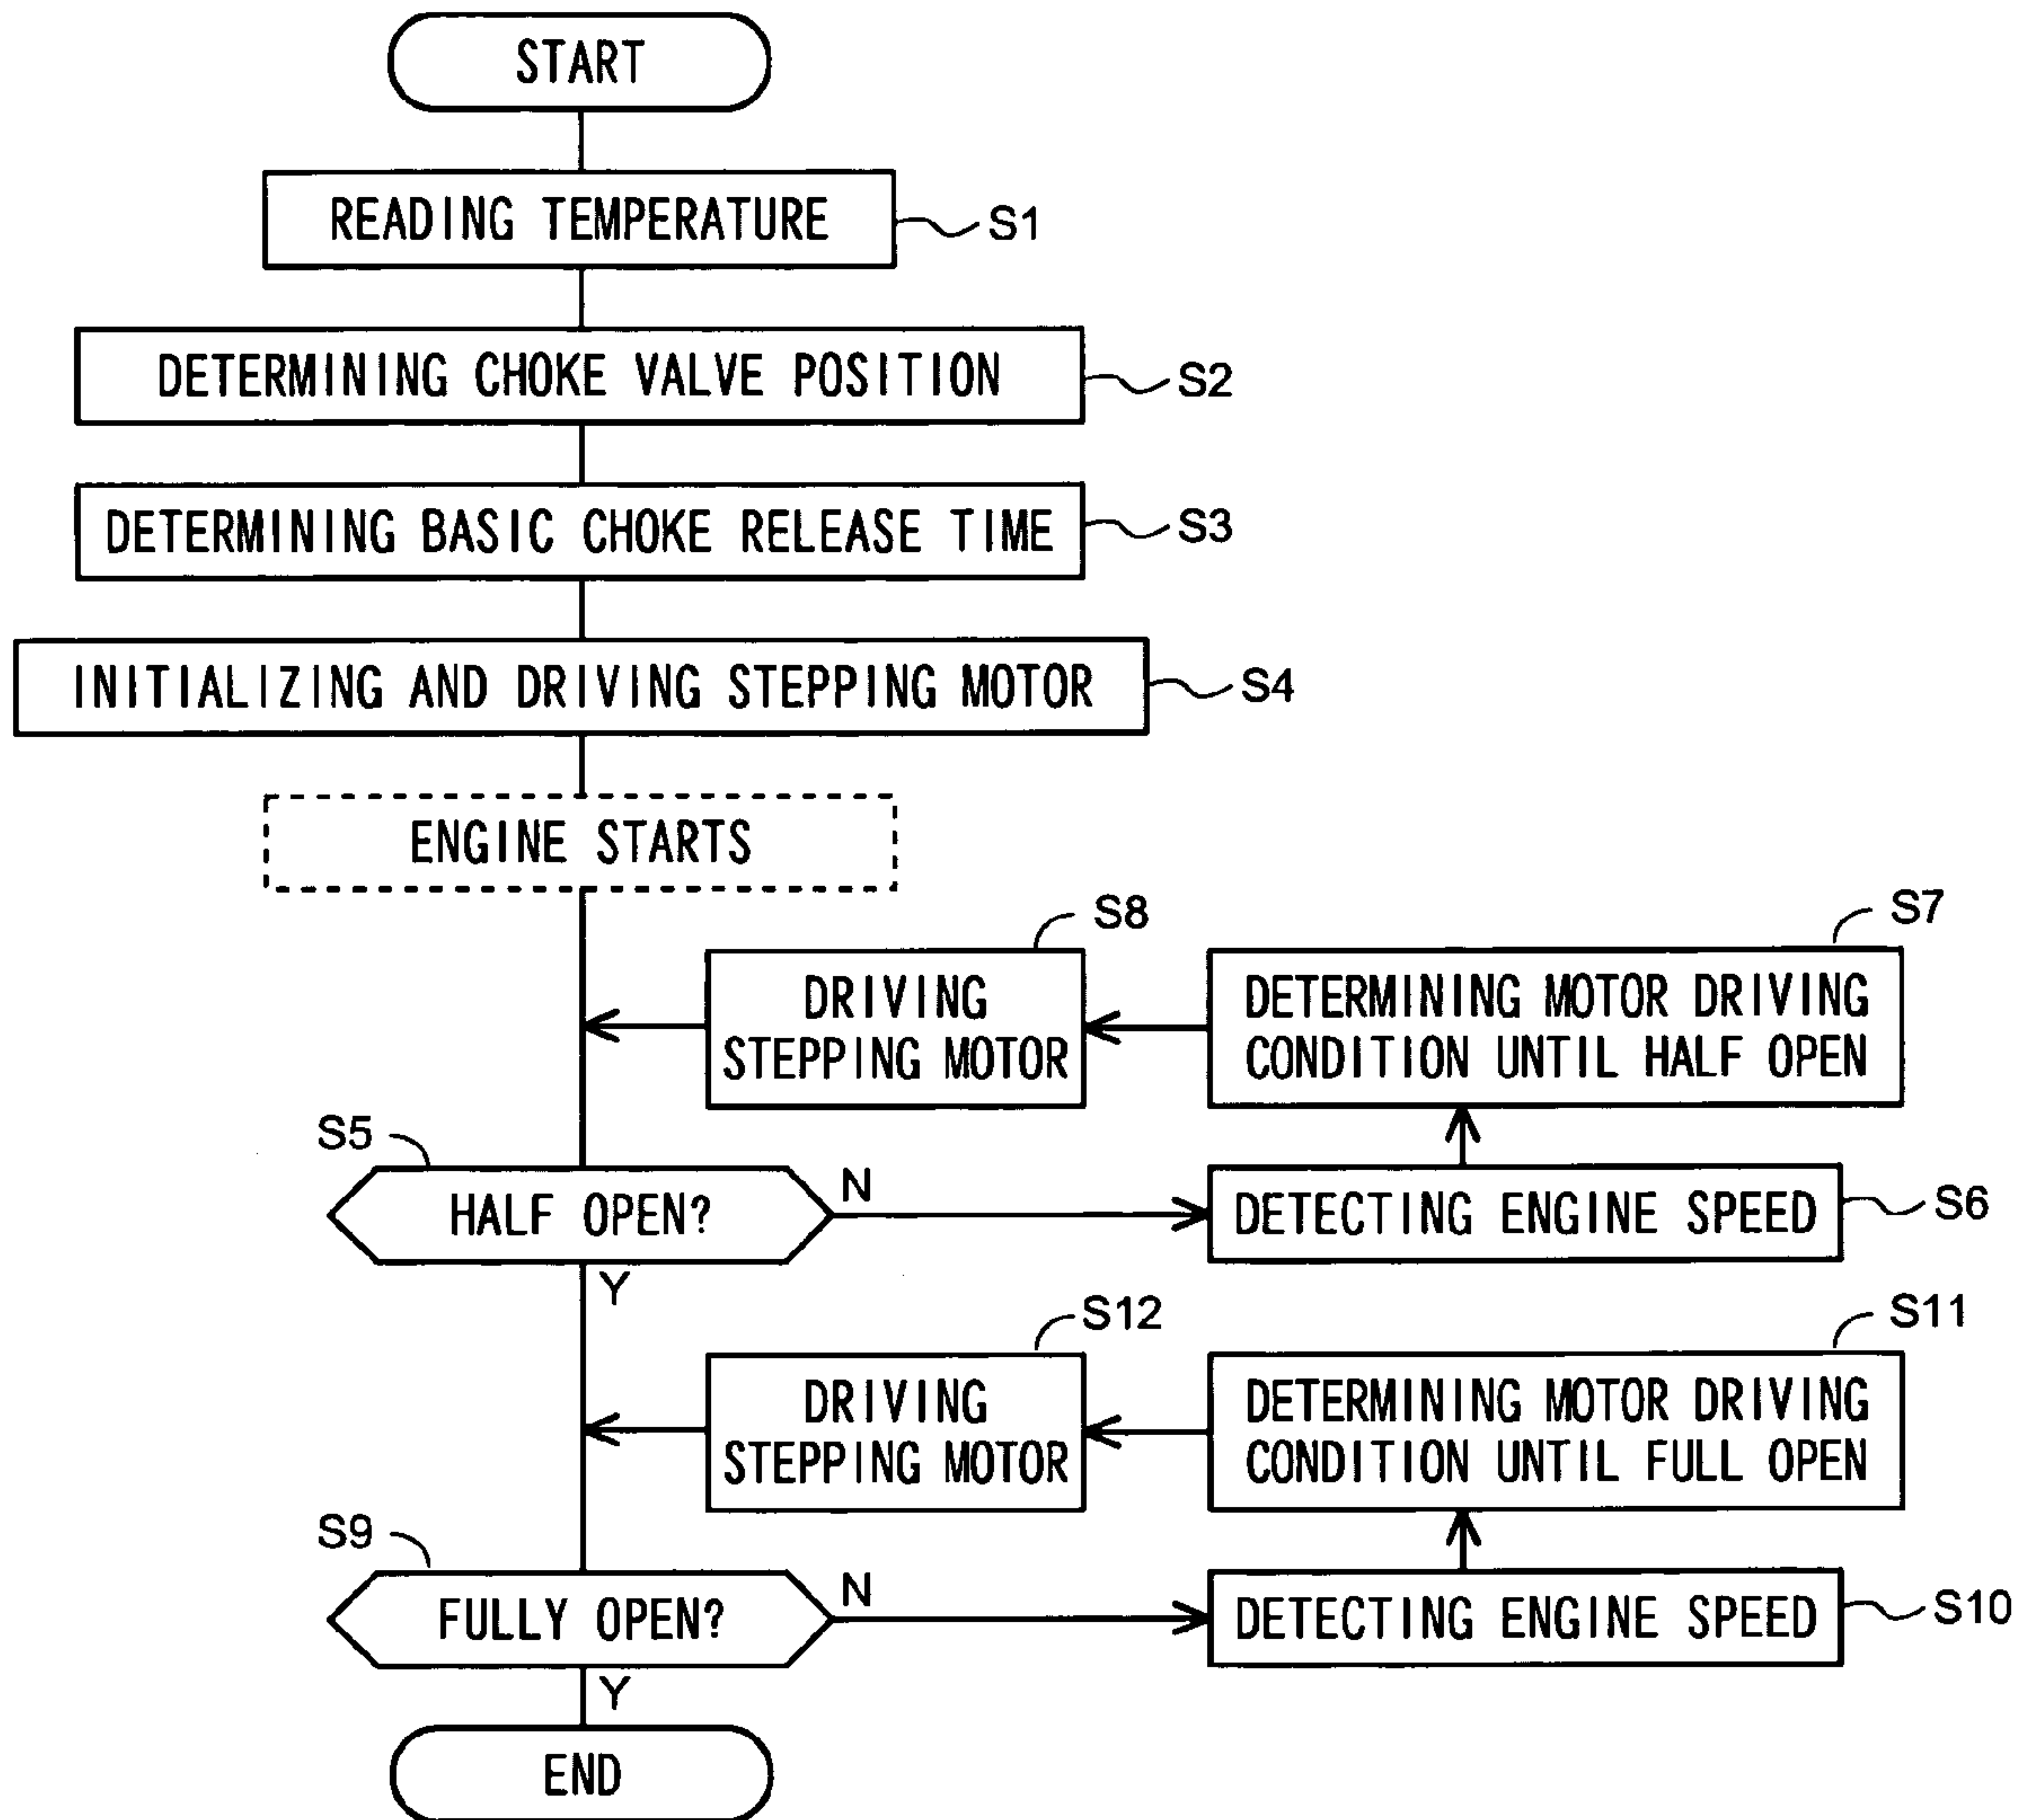 START
READING TEMPERATURE
S1
DETERMINING CHOKE VALVE POSITION
S2
DETERMINING BASIC CHOKE RELEASE TIME
S3
INITIALIZING AND DRIVING STEPPING MOTOR
S4
ENGINE STARTS
S8
S7
DRIVING
STEPPING MOTOR
DETERMINING MOTOR DRIVING
CONDITION UNTIL HALF OPEN
S5
HALF OPEN?
N
DETECTING ENGINE SPEED
S6
Y
S12
S11
DRIVING
STEPPING MOTOR
DETERMINING MOTOR DRIVING
CONDITION UNTIL FULL OPEN
S9
FULLY OPEN?
N
DETECTING ENGINE SPEED
S10
Y
END